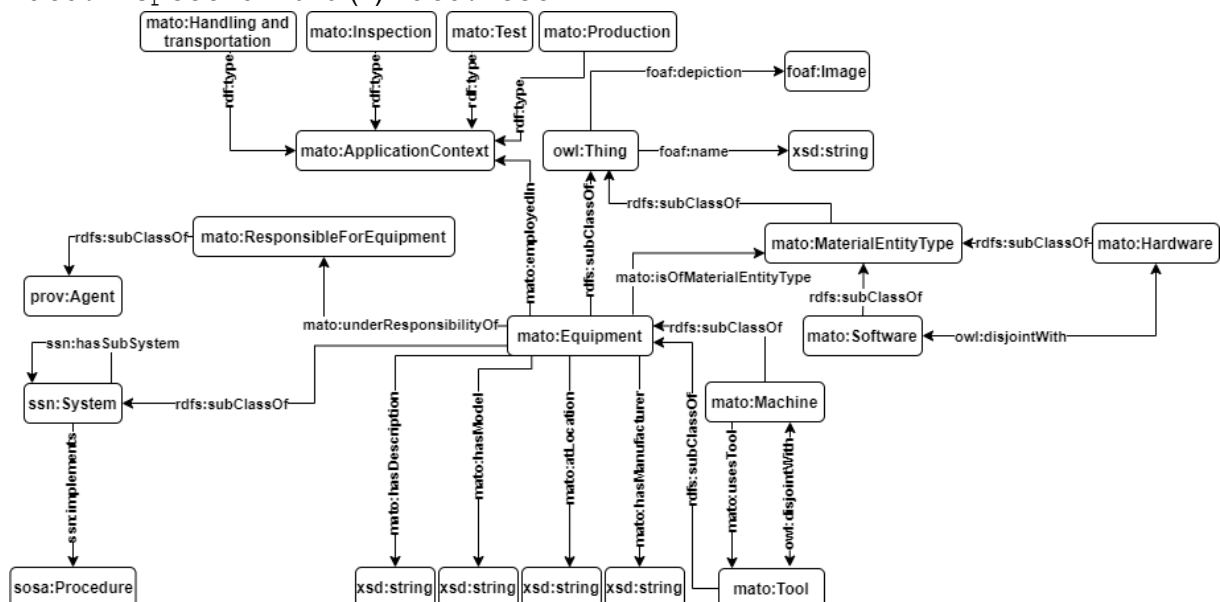 mato:Handling and
transportation
mato:Inspection
mato:Test
mato:Production
foaf:depiction
foaf:Image
rdf:type
rdf:type
rdf:type
rdf:type
mato:ApplicationContext
owl:Thing
foaf:name
xsd:string
rdfs:subClassOf
mato:employedIn
rdfs:subClassOf
rdfs:subClassOf
mato:ResponsibleForEquipment
mato:MaterialEntityType
rdfs:subClassOf
mato:Hardware
mato:isOfMaterialEntityType
prov:Agent
rdfs:subClassOf
mato:underResponsibilityOf
mato:Equipment
rdfs:subClassOf
mato:Software
owl:disjointWith
ssn:hasSubSystem
ssn:System
rdfs:subClassOf
mato:Machine
mato:hasDescription
mato:hasModel
mato:atLocation
mato:hasManufacturer
rdfs:subClassOf
mato:usesTool
owl:disjointWith
ssn:implements
sosa:Procedure
xsd:string
xsd:string
xsd:string
xsd:string
mato:Tool